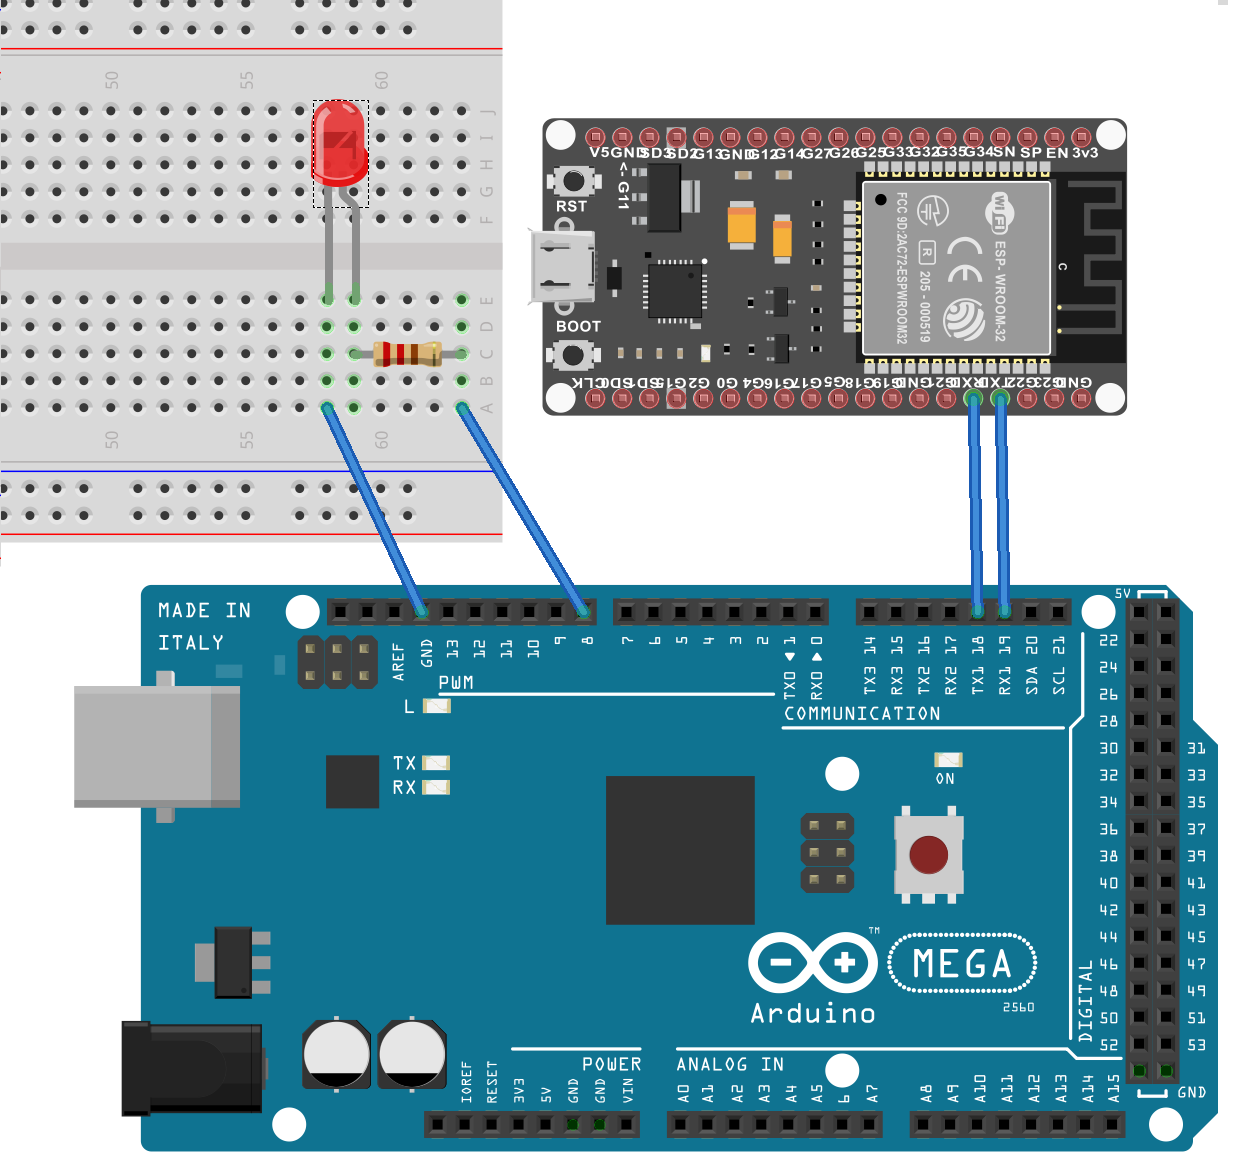 50 55 60
J
I
H
G
F
E
D
C
B
A
50 55 60
V5 GND SD3 SD2 G13 GND G12 G14 G27 G26 G25 G33 G32 G35 G34 SN SP EN 3v3
<- G11
RST
BOOT
FCC 9D:2AC72-ESPWROOM32
R
205 - 000519
WiFi
ESP- WROOM-32
CE
C
CLK SD0 SD1 G15 G2 G0 G4 G16 G17 G5 G18 G19 GND G21 RXD TXD G22 G23 GND
MADE IN
ITALY
AREF GND 13 12 11 10 9 8 7 6 5 4 3 2 TX0 1 RX0 0 TX3 14 RX3 15 TX2 16 RX2 17 TX1 18 RX1 19 SDA 20 SCL 21
PWM
COMMUNICATION
L
TX
RX
ON
5V
22
24
26
28
30 31
32 33
34 35
36 37
38 39
40 41
42 43
44 45
46 47
48 49
50 51
52 53
GND
DIGITAL
TM
MEGA
2560
Arduino
POWER
ANALOG IN
IOREF RESET 3V3 5V GND GND VIN A0 A1 A2 A3 A4 A5 6 A7 A8 A9 A10 A11 A12 A13 A14 A15